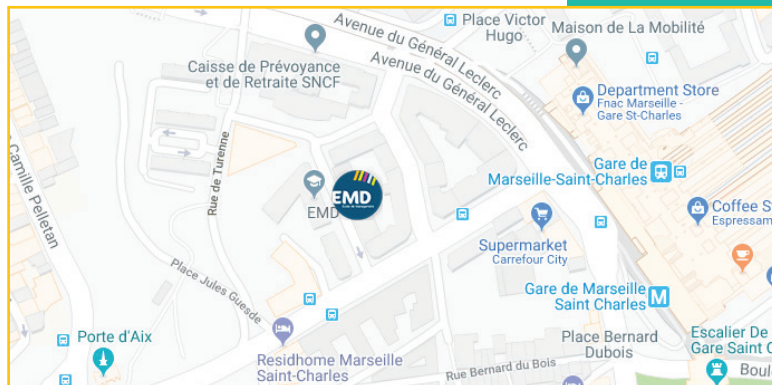 Place Victor
Hugo
Maison de La Mobilité
Avenue du Général Leclerc
Avenue du Général Leclerc
Caisse de Prévoyance
et de Retraite SNCF
Department Store
Fnac Marseille -
Gare St-Charles
Camille Pelletan
Rue de Turenne
Gare de
Marseille-Saint-Charles
EMD
EMD
Coffee S
Espressam
Supermarket
Carrefour City
Place Jules Guesde
Gare de Marseille
Saint Charles
M
Porte d'Aix
Residhome Marseille
Saint-Charles
Place Bernard
Dubois
Rue Bernard du Bois
Escalier De
Gare Saint C
Boul